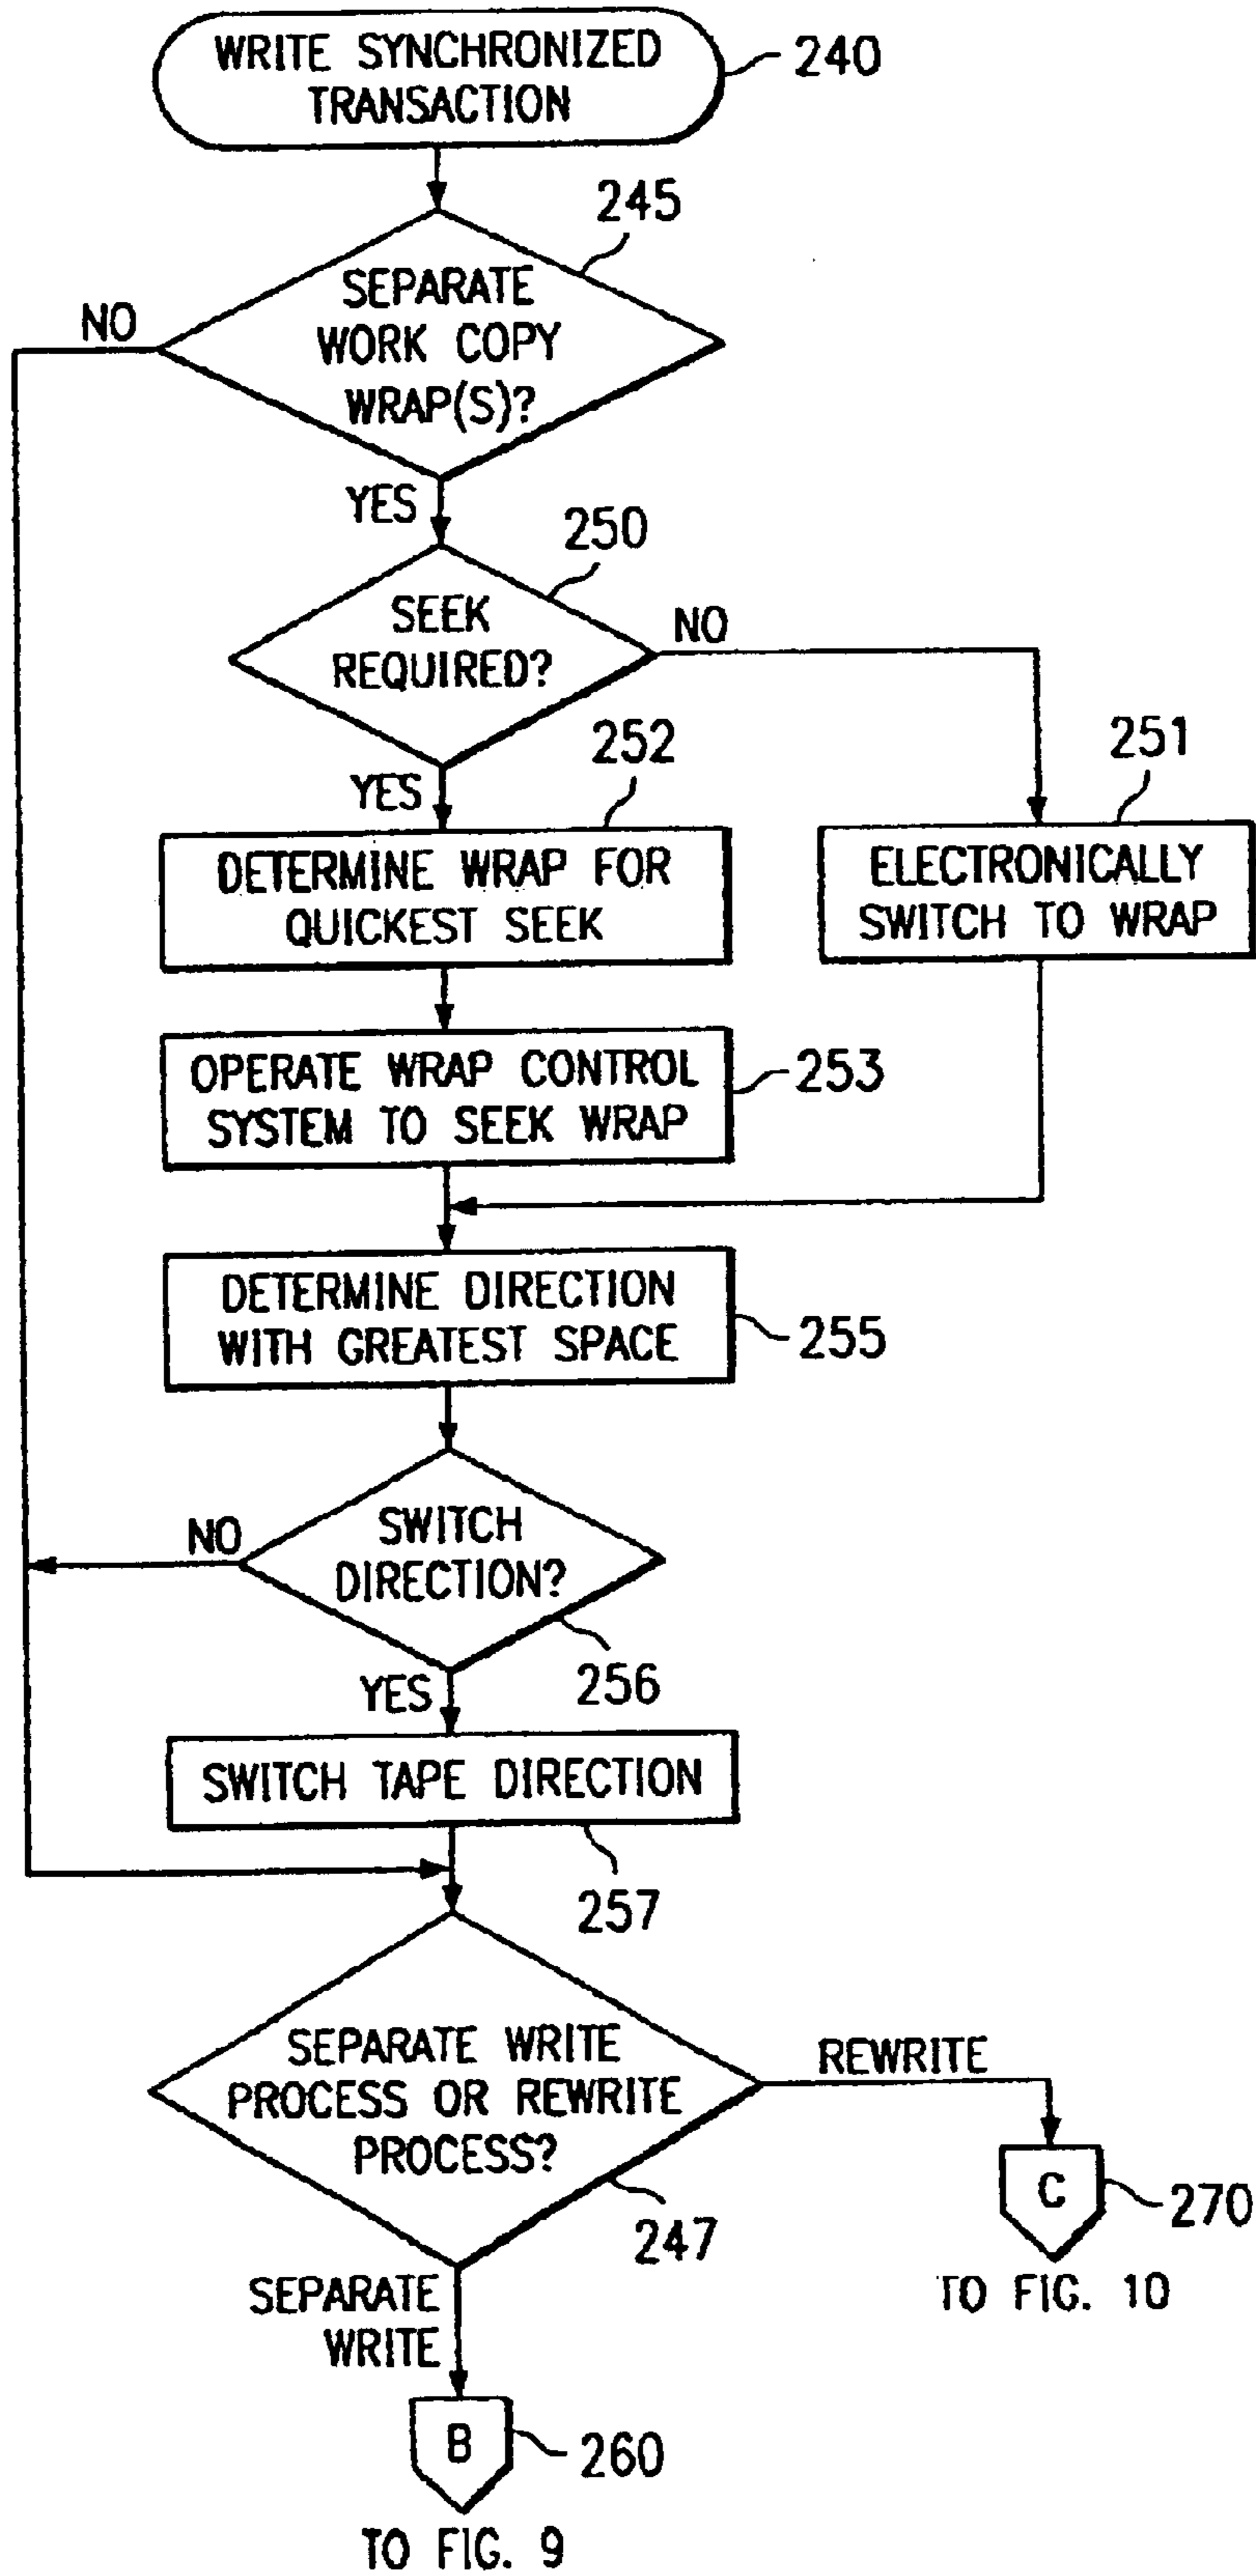 WRITE SYNCHRONIZED
TRANSACTION
240
245
SEPARATE
WORK COPY
WRAP(S)?
NO
YES
250
SEEK
REQUIRED?
NO
YES
252
251
DETERMINE WRAP FOR
QUICKEST SEEK
ELECTRONICALLY
SWITCH TO WRAP
OPERATE WRAP CONTROL
SYSTEM TO SEEK WRAP
253
DETERMINE DIRECTION
WITH GREATEST SPACE
255
SWITCH
DIRECTION?
NO
YES
256
SWITCH TAPE DIRECTION
257
SEPARATE WRITE
PROCESS OR REWRITE
PROCESS?
REWRITE
247
C
270
TO FIG. 10
SEPARATE
WRITE
B
260
TO FIG. 9